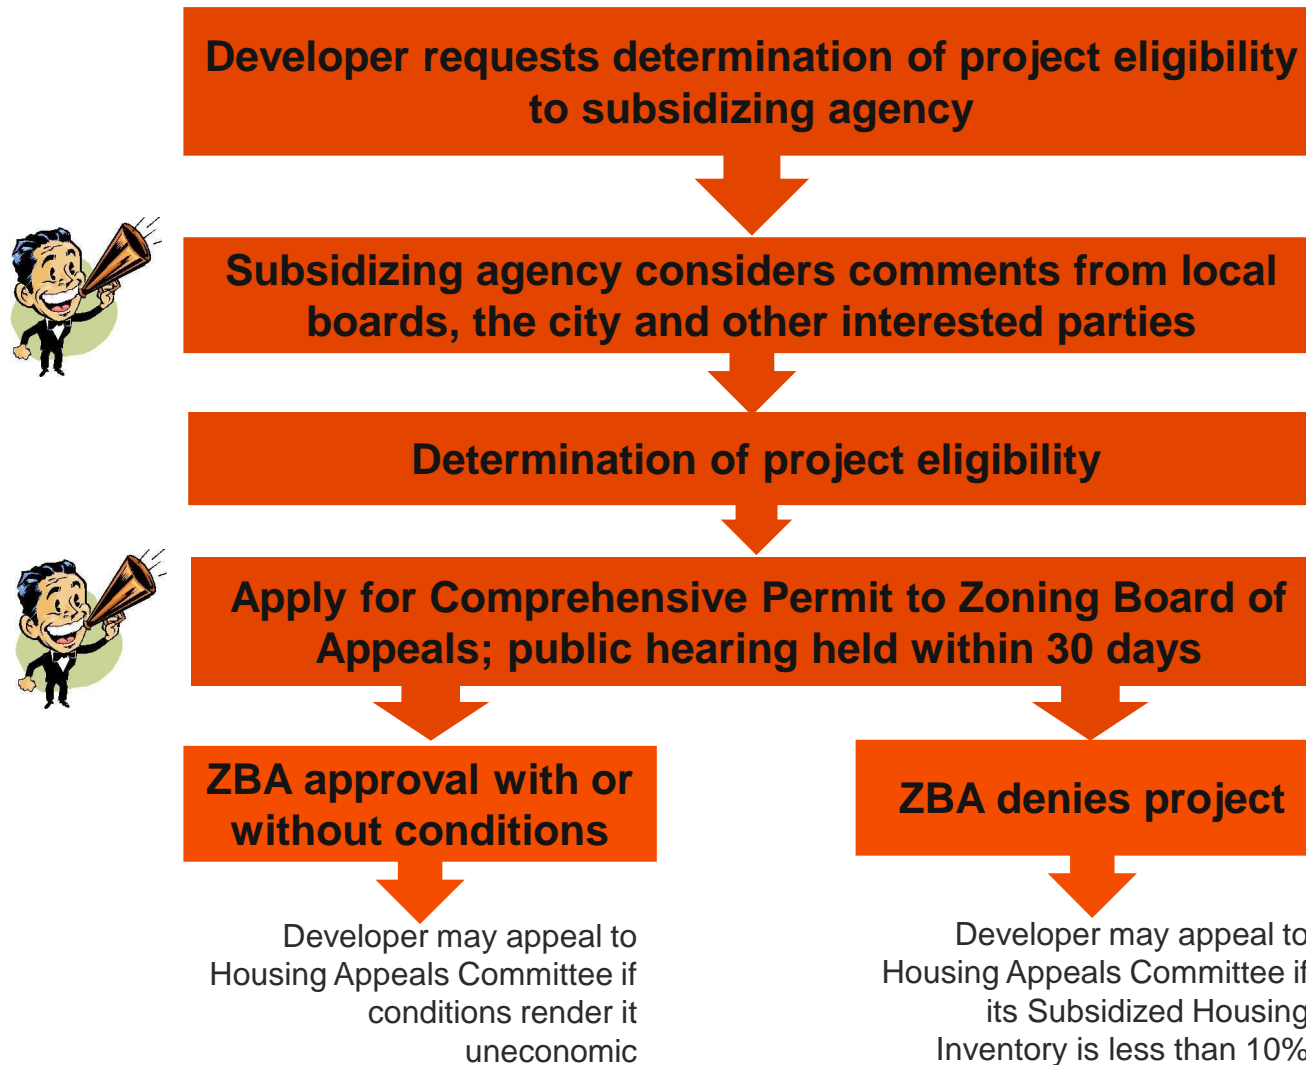 Developer requests determination of project eligibility
to subsidizing agency
Subsidizing agency considers comments from local
boards, the city and other interested parties
Determination of project eligibility
Apply for Comprehensive Permit to Zoning Board of
Appeals; public hearing held within 30 days
ZBA approval with or
without conditions
ZBA denies project
Developer may appeal to
Housing Appeals Committee if
conditions render it
uneconomic
Developer may appeal to
Housing Appeals Committee if
its Subsidized Housing
Inventory is less than 10%